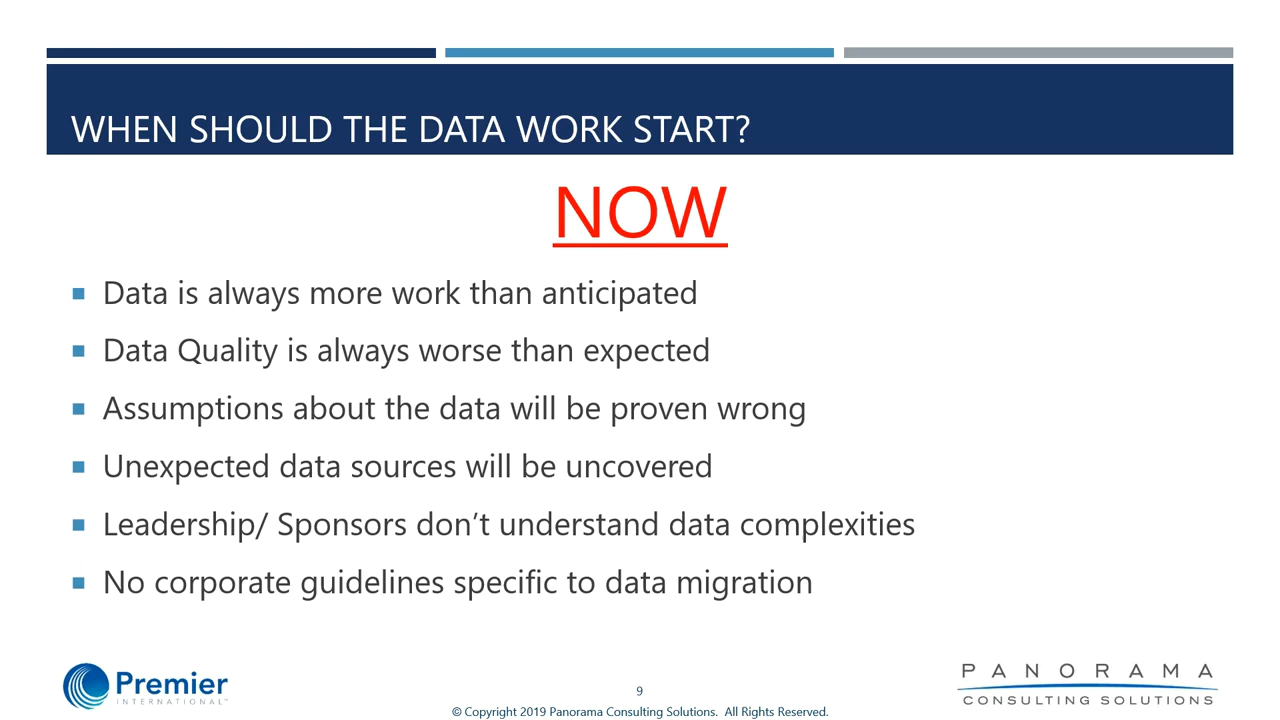 WHEN SHOULD THE DATA WORK START?
NOW
Data is always more work than anticipated
Data Quality is always worse than expected
Assumptions about the data will be proven wrong
Unexpected data sources will be uncovered
Leadership/ Sponsors don’t understand data complexities
No corporate guidelines specific to data migration
Premier
INTERNATIONAL™
9
© Copyright 2019 Panorama Consulting Solutions. All Rights Reserved.
PANORAMA
CONSULTING SOLUTIONS